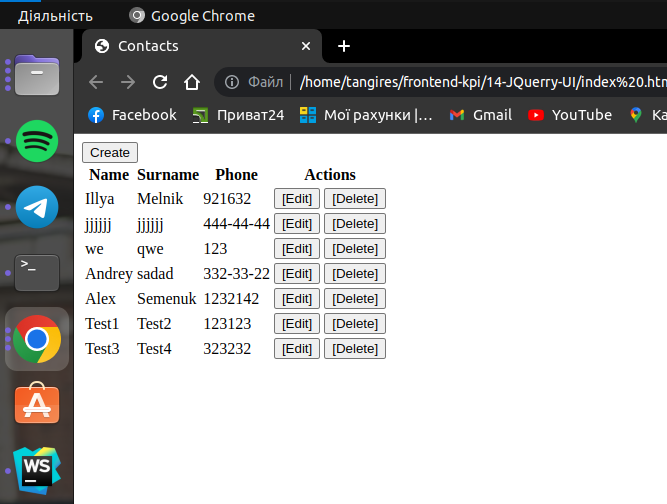 Діяльність Google Chrome
Contacts
Файл /home/tangires/frontend-kpi/14-JQuerry-UI/index%20.htm
Facebook Приват24 Мої рахунки |... Gmail YouTube Ка
Create
Name Surname Phone Actions
Illya Melnik 921632 [Edit] [Delete]
jjjjjj jjjjjj 444-44-44 [Edit] [Delete]
we qwe 123 [Edit] [Delete]
Andrey sadad 332-33-22 [Edit] [Delete]
Alex Semenuk 1232142 [Edit] [Delete]
Test1 Test2 123123 [Edit] [Delete]
Test3 Test4 323232 [Edit] [Delete]
WS